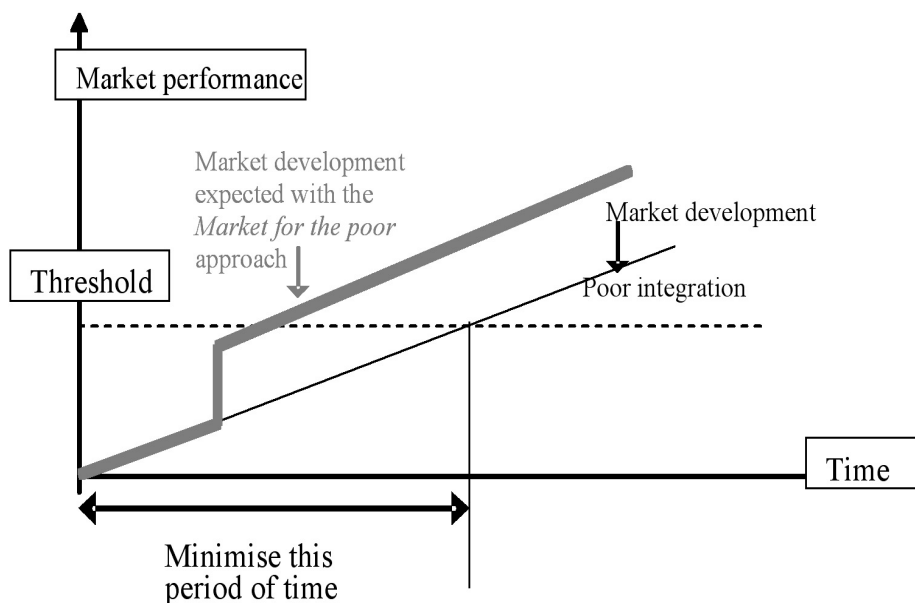 Market performance
Market development
expected with the
Market for the poor
approach
Market development
Threshold
Poor integration
Time
Minimise this
period of time